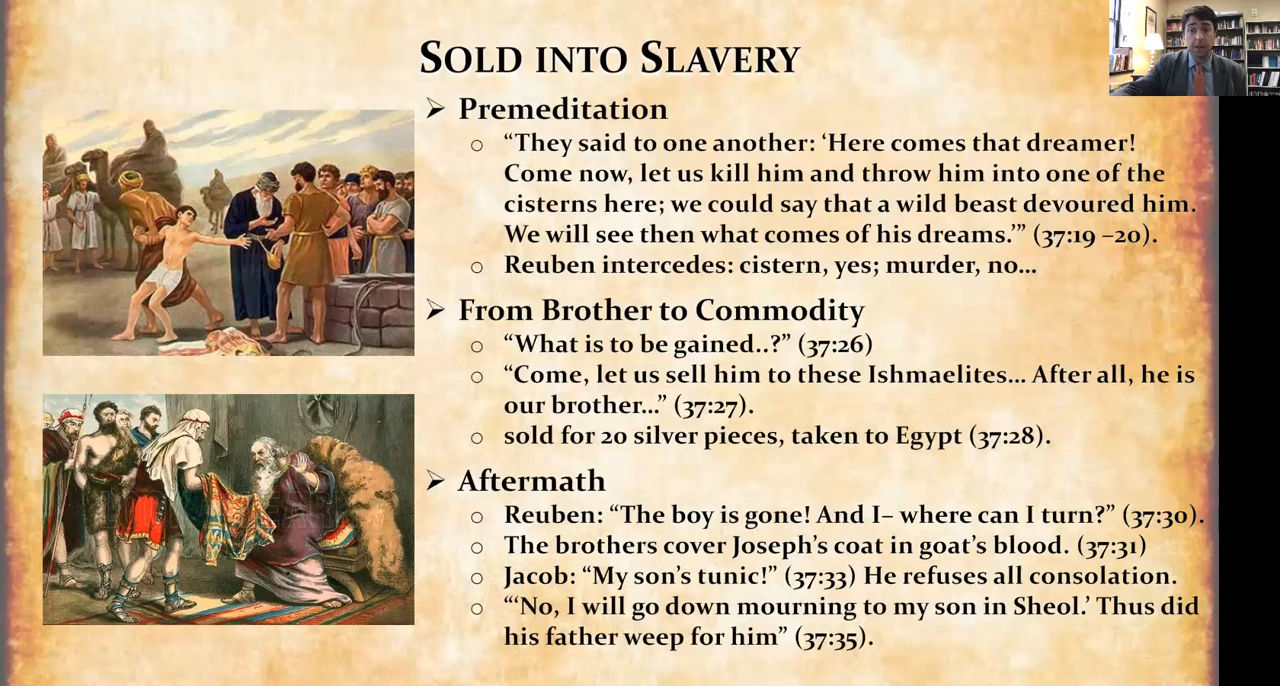 SOLD INTO SLAVERY
➢ Premeditation
○ “They said to one another: ‘Here comes that dreamer!
Come now, let us kill him and throw him into one of the
cisterns here; we could say that a wild beast devoured him.
We will see then what comes of his dreams.’” (37:19 –20).
○ Reuben intercedes: cistern, yes; murder, no…
➢ From Brother to Commodity
○ “What is to be gained..?” (37:26)
○ “Come, let us sell him to these Ishmaelites… After all, he is
our brother…” (37:27).
○ sold for 20 silver pieces, taken to Egypt (37:28).
➢ Aftermath
○ Reuben: “The boy is gone! And I– where can I turn?” (37:30).
○ The brothers cover Joseph’s coat in goat’s blood. (37:31)
○ Jacob: “My son’s tunic!” (37:33) He refuses all consolation.
○ “‘No, I will go down mourning to my son in Sheol.’ Thus did
his father weep for him” (37:35).